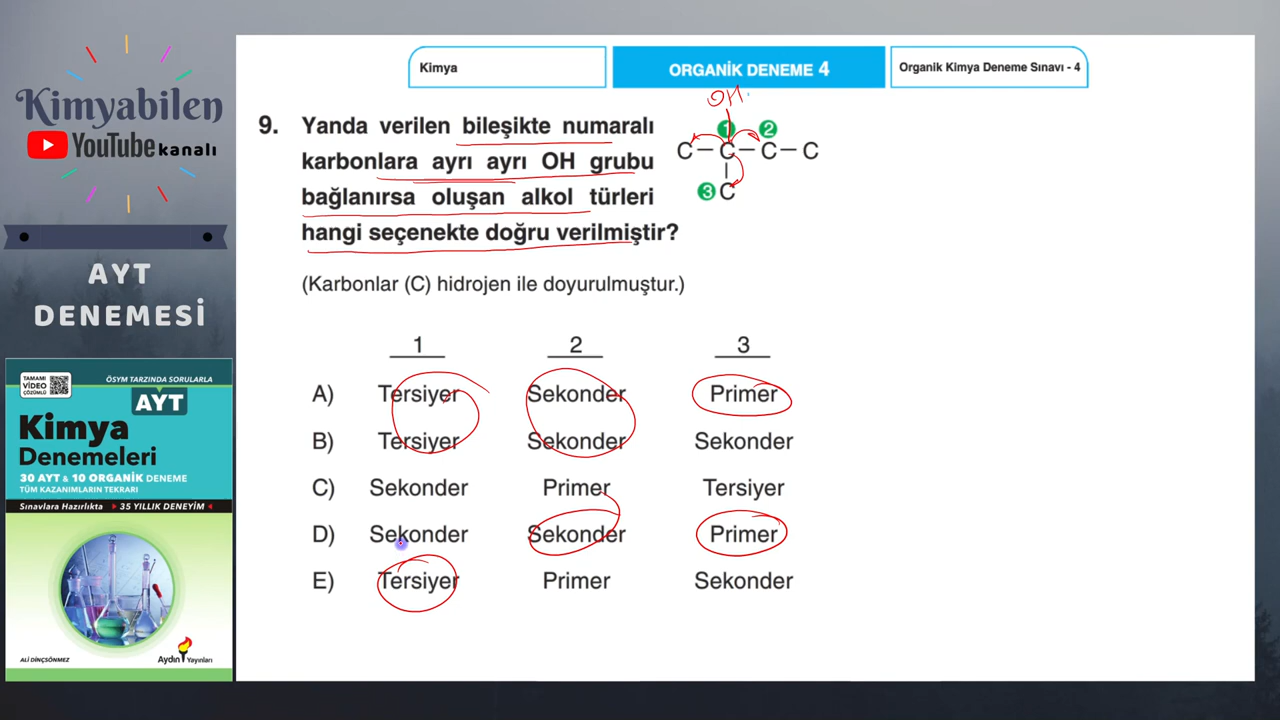 Kimyabilen
YouTube kanalı
AYT
DENEMESİ
TAMAMI
VİDEO
ÇÖZÜMLÜ
ÖSYM TARZINDA SORULARLA
AYT
Kimya
Denemeleri
30 AYT & 10 ORGANİK DENEME
TÜM KAZANIMLARIN TEKRARI
Sınavlara Hazırlıkta 35 YILLIK DENEYİM
ALİ DİNÇSÖNMEZ
Aydın Yayınları
Kimya
ORGANİK DENEME 4
Organik Kimya Deneme Sınavı - 4
9. Yanda verilen bileşikte numaralı
karbonlara ayrı ayrı OH grubu
bağlanırsa oluşan alkol türleri
hangi seçenekte doğru verilmiştir?
OH
1 2
C – C – C – C
3 C
(Karbonlar (C) hidrojen ile doyurulmuştur.)
1 2 3
A) Tersiyer Sekonder Primer
B) Tersiyer Sekonder Sekonder
C) Sekonder Primer Tersiyer
D) Sekonder Sekonder Primer
E) Tersiyer Primer Sekonder